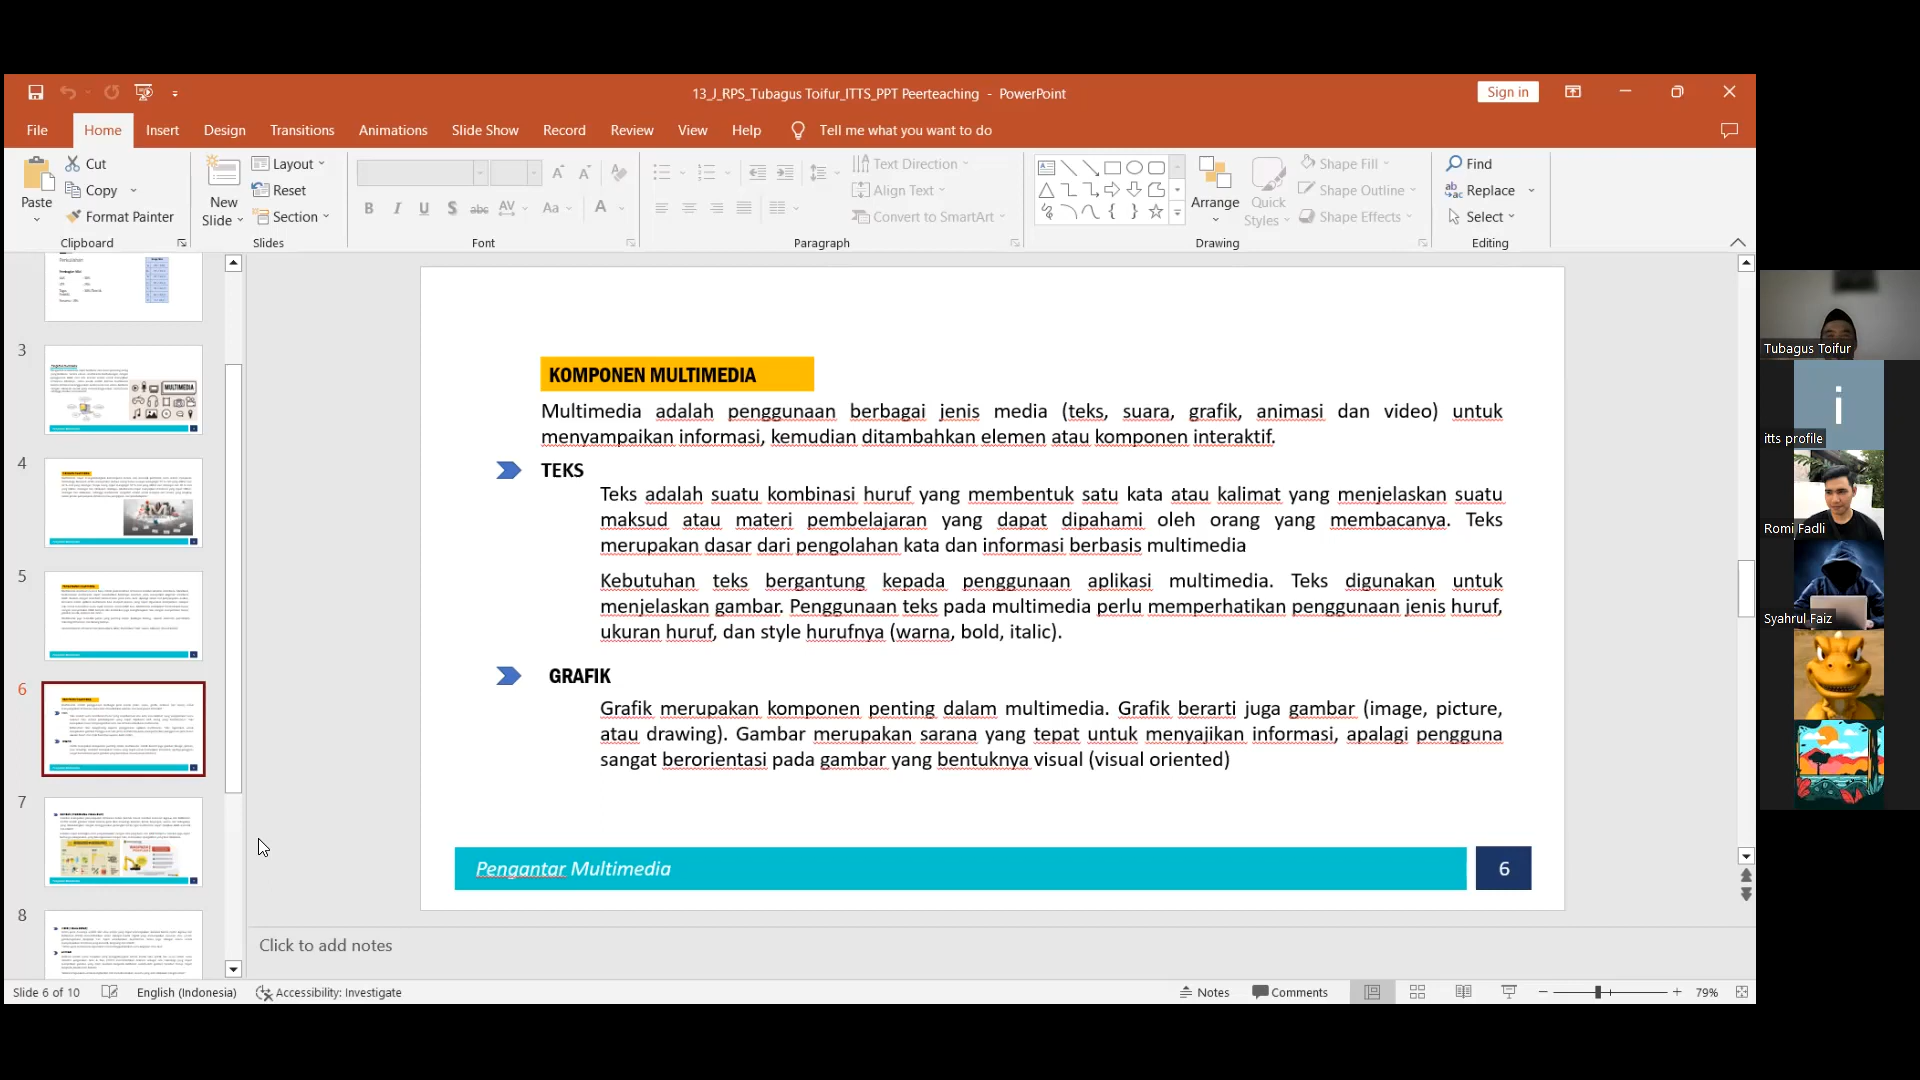 13_J_RPS_Tubagus Toifur_ITTS_PPT Peerteaching - PowerPoint
Sign in
File Home Insert Design Transitions Animations Slide Show Record Review View Help Tell me what you want to do
Paste
Cut
Copy
Format Painter
Clipboard
New Slide
Layout
Reset
Section
Slides
Font
Text Direction
Align Text
Convert to SmartArt
Paragraph
Arrange
Quick Styles
Shape Fill
Shape Outline
Shape Effects
Drawing
Find
Replace
Select
Editing
3
MULTIMEDIA
4
5
6
7
8
KOMPONEN MULTIMEDIA
Multimedia adalah penggunaan berbagai jenis media (teks, suara, grafik, animasi dan video) untuk
menyampaikan informasi, kemudian ditambahkan elemen atau komponen interaktif.
TEKS
Teks adalah suatu kombinasi huruf yang membentuk satu kata atau kalimat yang menjelaskan suatu
maksud atau materi pembelajaran yang dapat dipahami oleh orang yang membacanya. Teks
merupakan dasar dari pengolahan kata dan informasi berbasis multimedia
Kebutuhan teks bergantung kepada penggunaan aplikasi multimedia. Teks digunakan untuk
menjelaskan gambar. Penggunaan teks pada multimedia perlu memperhatikan penggunaan jenis huruf,
ukuran huruf, dan style hurufnya (warna, bold, italic).
GRAFIK
Grafik merupakan komponen penting dalam multimedia. Grafik berarti juga gambar (image, picture,
atau drawing). Gambar merupakan sarana yang tepat untuk menyajikan informasi, apalagi pengguna
sangat berorientasi pada gambar yang bentuknya visual (visual oriented)
Pengantar Multimedia
6
Click to add notes
Slide 6 of 10
English (Indonesia)
Accessibility: Investigate
Notes
Comments
79%
Tubagus Toifur
i
itts profile
Romi Fadli
Syahrul Faiz